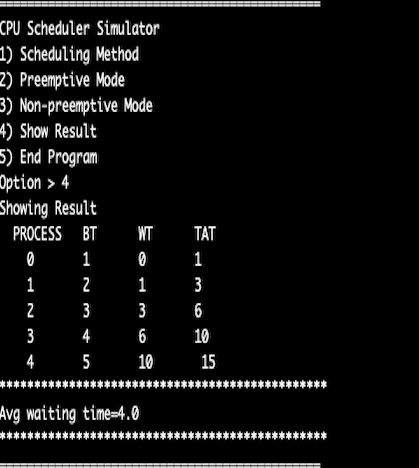 CPU Scheduler Simulator
1) Scheduling Method
2) Preemptive Mode
3) Non-preemptive Mode
4) Show Result
5) End Program
Option > 4
Showing Result
PROCESS BT WT TAT
0 1 0 1
1 2 1 3
2 3 3 6
3 4 6 10
4 5 10 15
***********************************************
Avg waiting time=4.0
***********************************************